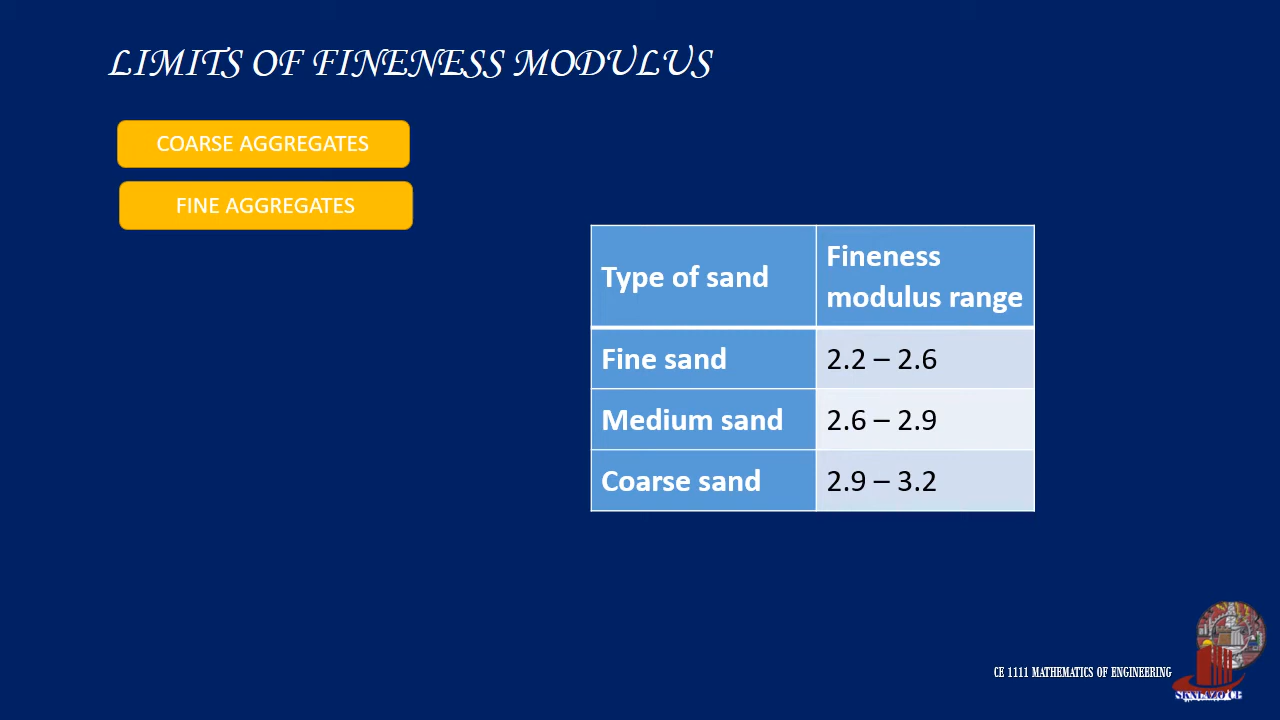 LIMITS OF FINENESS MODULUS
COARSE AGGREGATES
FINE AGGREGATES
Type of sand
Fineness
modulus range
Fine sand
2.2 – 2.6
Medium sand
2.6 – 2.9
Coarse sand
2.9 – 3.2
CE 1111 MATHEMATICS OF ENGINEERING